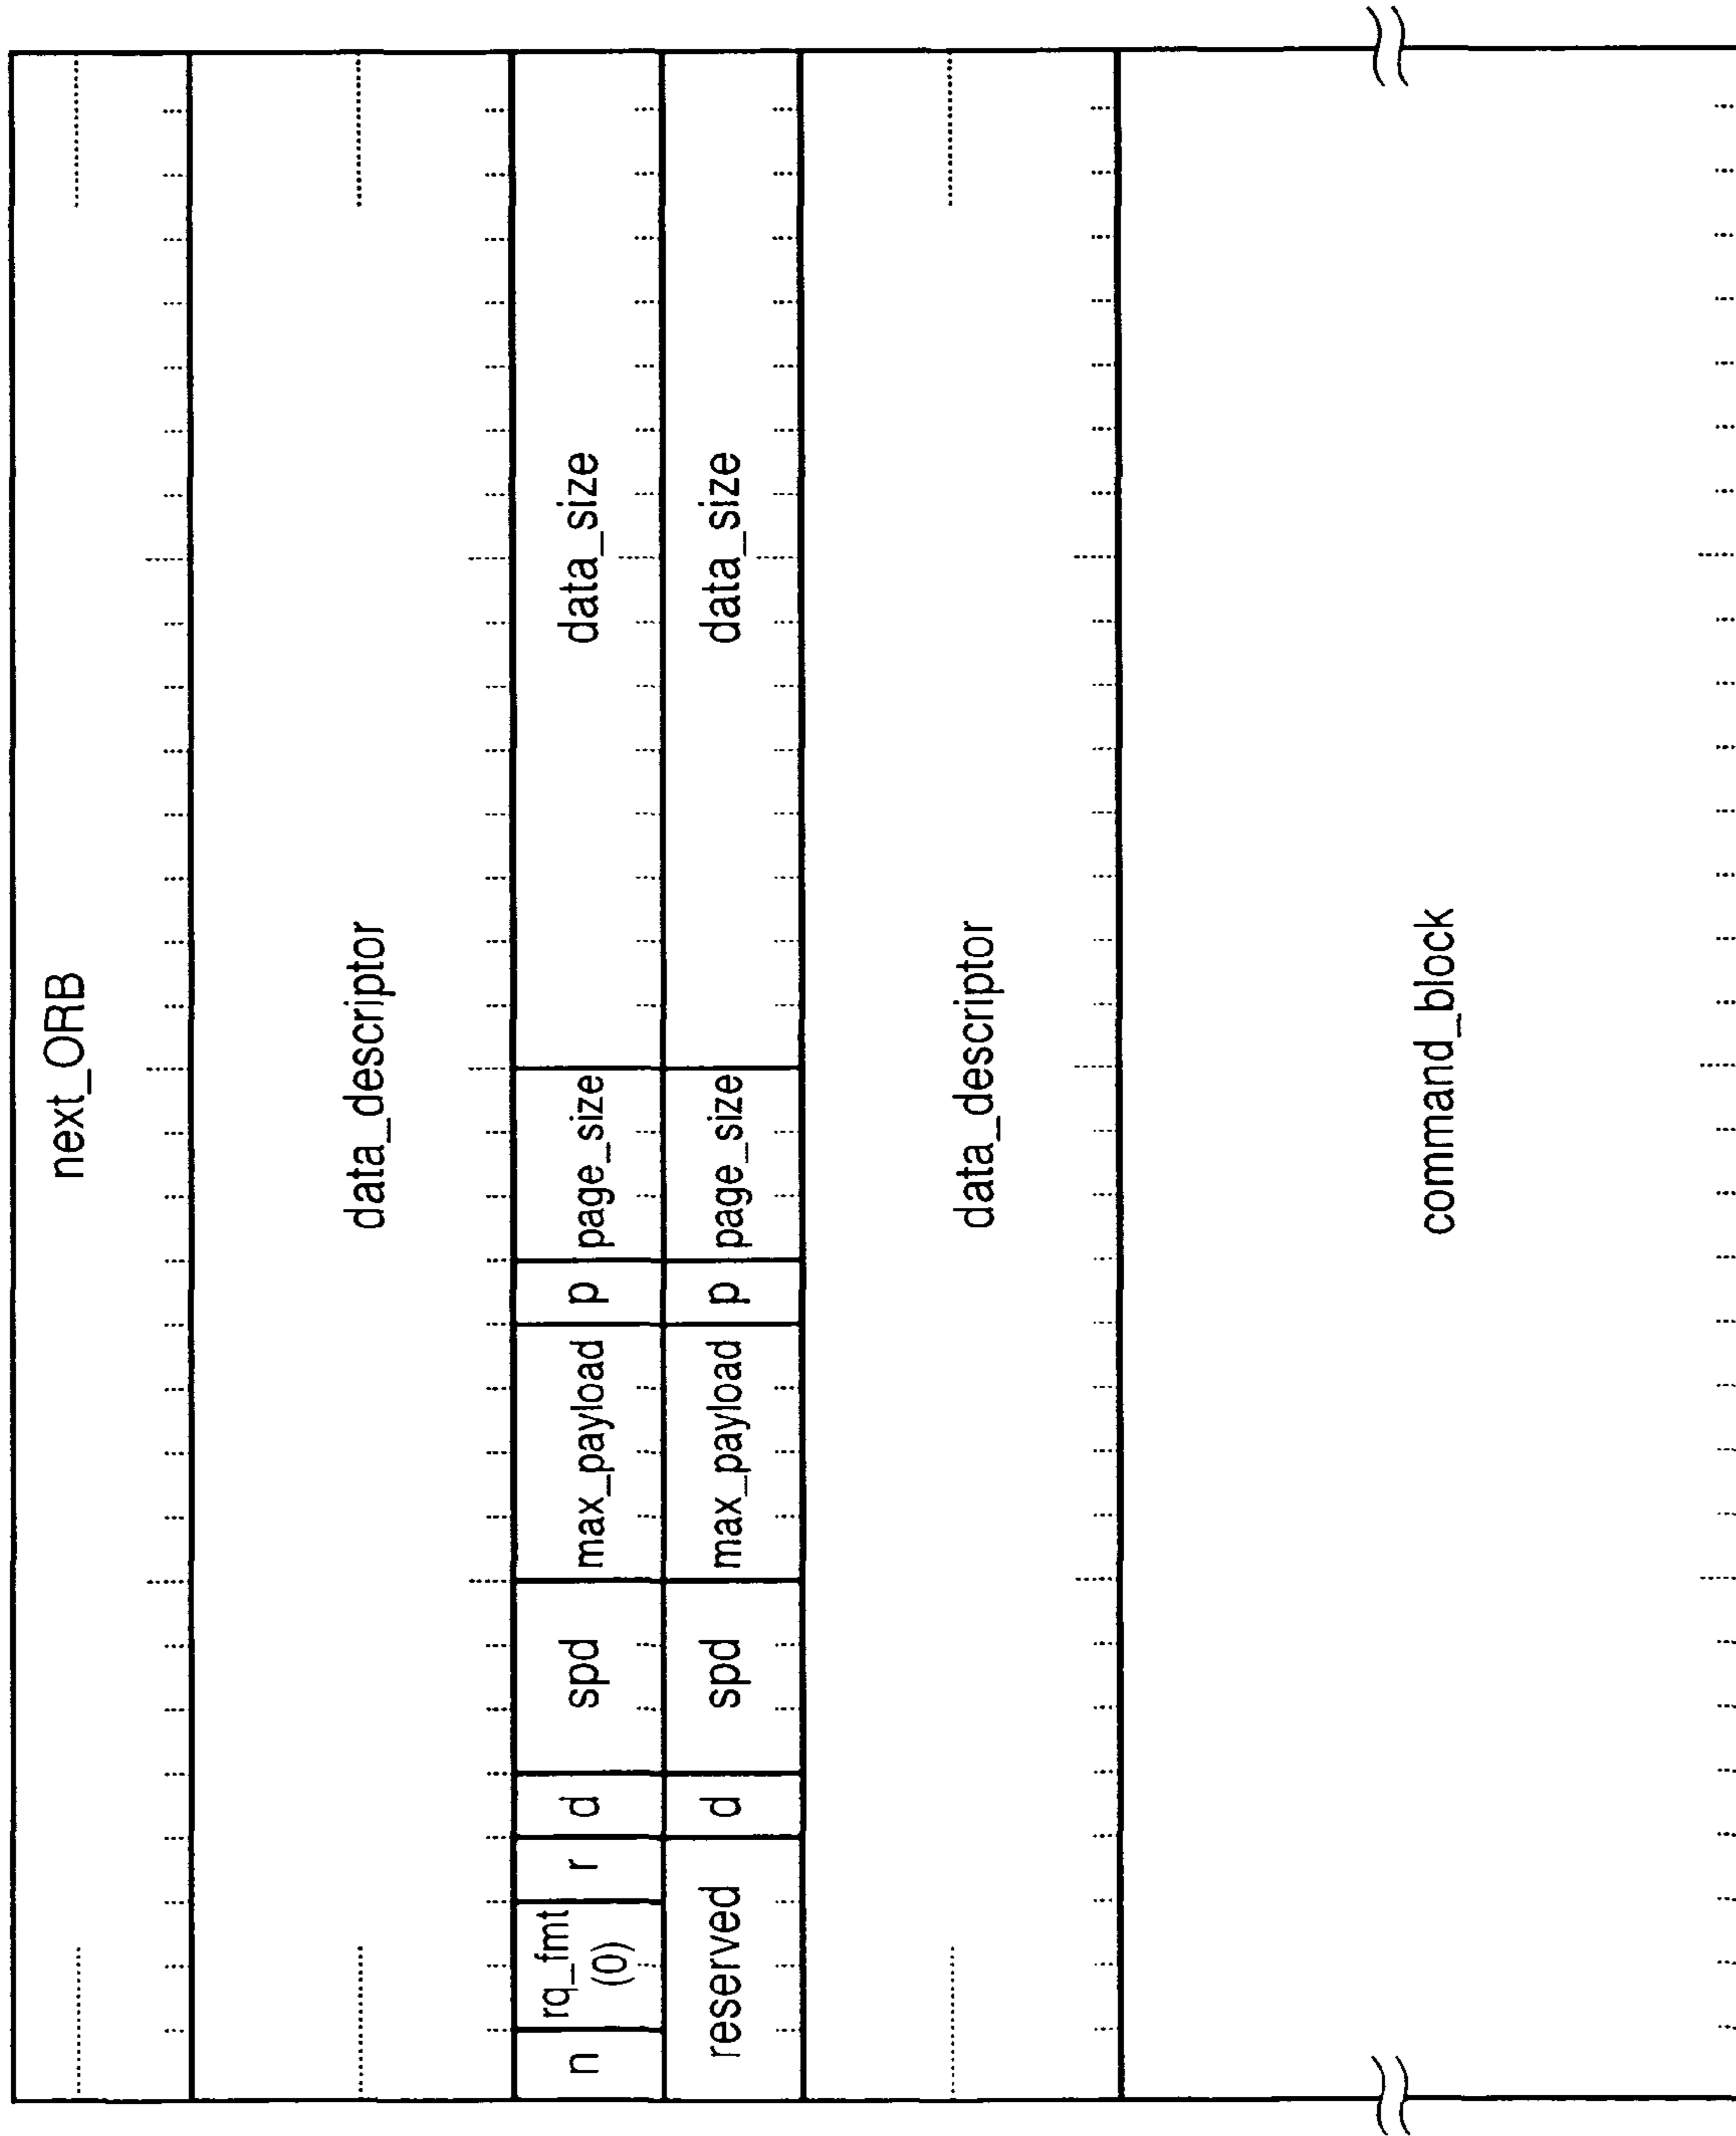 next_ORB
data_descriptor
n rq_fmt (0) r d spd max_payload p page_size data_size
reserved d spd max_payload p page_size data_size
data_descriptor
command_block